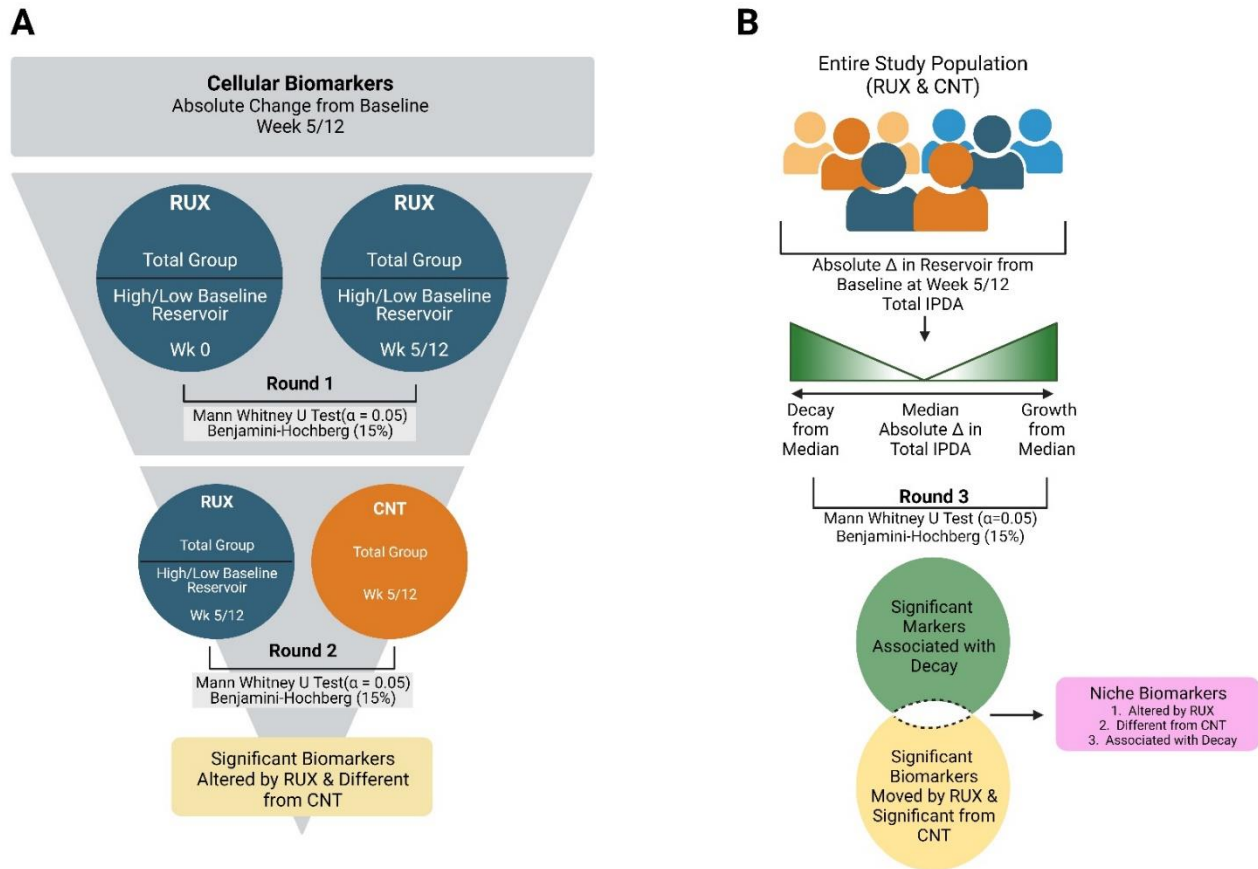 A
Cellular Biomarkers
Absolute Change from Baseline
Week 5/12
RUX
Total Group
High/Low Baseline
Reservoir
Wk 0
RUX
Total Group
High/Low Baseline
Reservoir
Wk 5/12
Round 1
Mann Whitney U Test(α = 0.05)
Benjamini-Hochberg (15%)
RUX
Total Group
High/Low Baseline
Reservoir
Wk 5/12
CNT
Total Group
Wk 5/12
Round 2
Mann Whitney U Test(α = 0.05)
Benjamini-Hochberg (15%)
Significant Biomarkers
Altered by RUX & Different
from CNT
B
Entire Study Population
(RUX & CNT)
Absolute Δ in Reservoir from
Baseline at Week 5/12
Total IPDA
Decay
from
Median
Median
Absolute Δ in
Total IPDA
Growth
from
Median
Round 3
Mann Whitney U Test (α=0.05)
Benjamini-Hochberg (15%)
Significant
Markers
Associated with
Decay
Significant
Biomarkers
Moved by RUX &
Significant from
CNT
Niche Biomarkers
1. Altered by RUX
2. Different from CNT
3. Associated with Decay